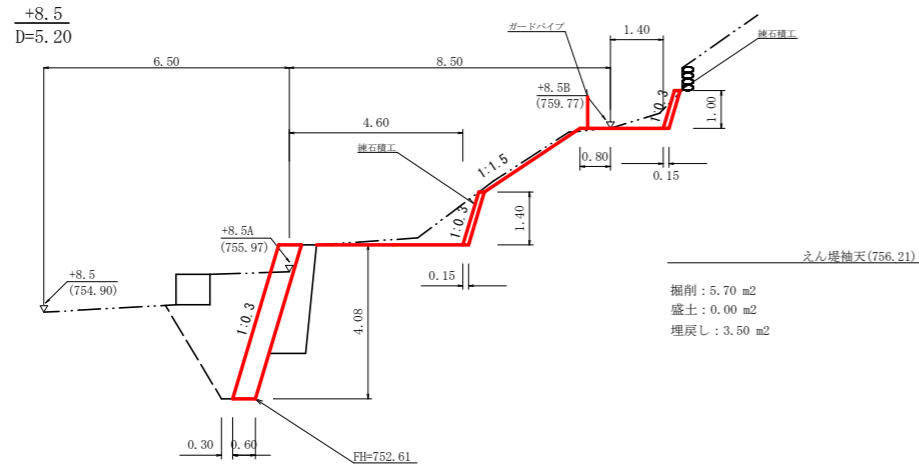 +8.5
D=5.20
6.50
8.50
ガードパイプ
1.40
練石積工
+8.5B
(759.77)
1:0.3
1.00
4.60
練石積工
1:1.5
0.80
0.15
1:0.3
1.40
+8.5A
(755.97)
えん堤袖天(756.21)
+8.5
(754.90)
0.15
掘削：5.70 m2
盛土：0.00 m2
埋戻し：3.50 m2
1:0.3
4.08
0.30
0.60
FH=752.61